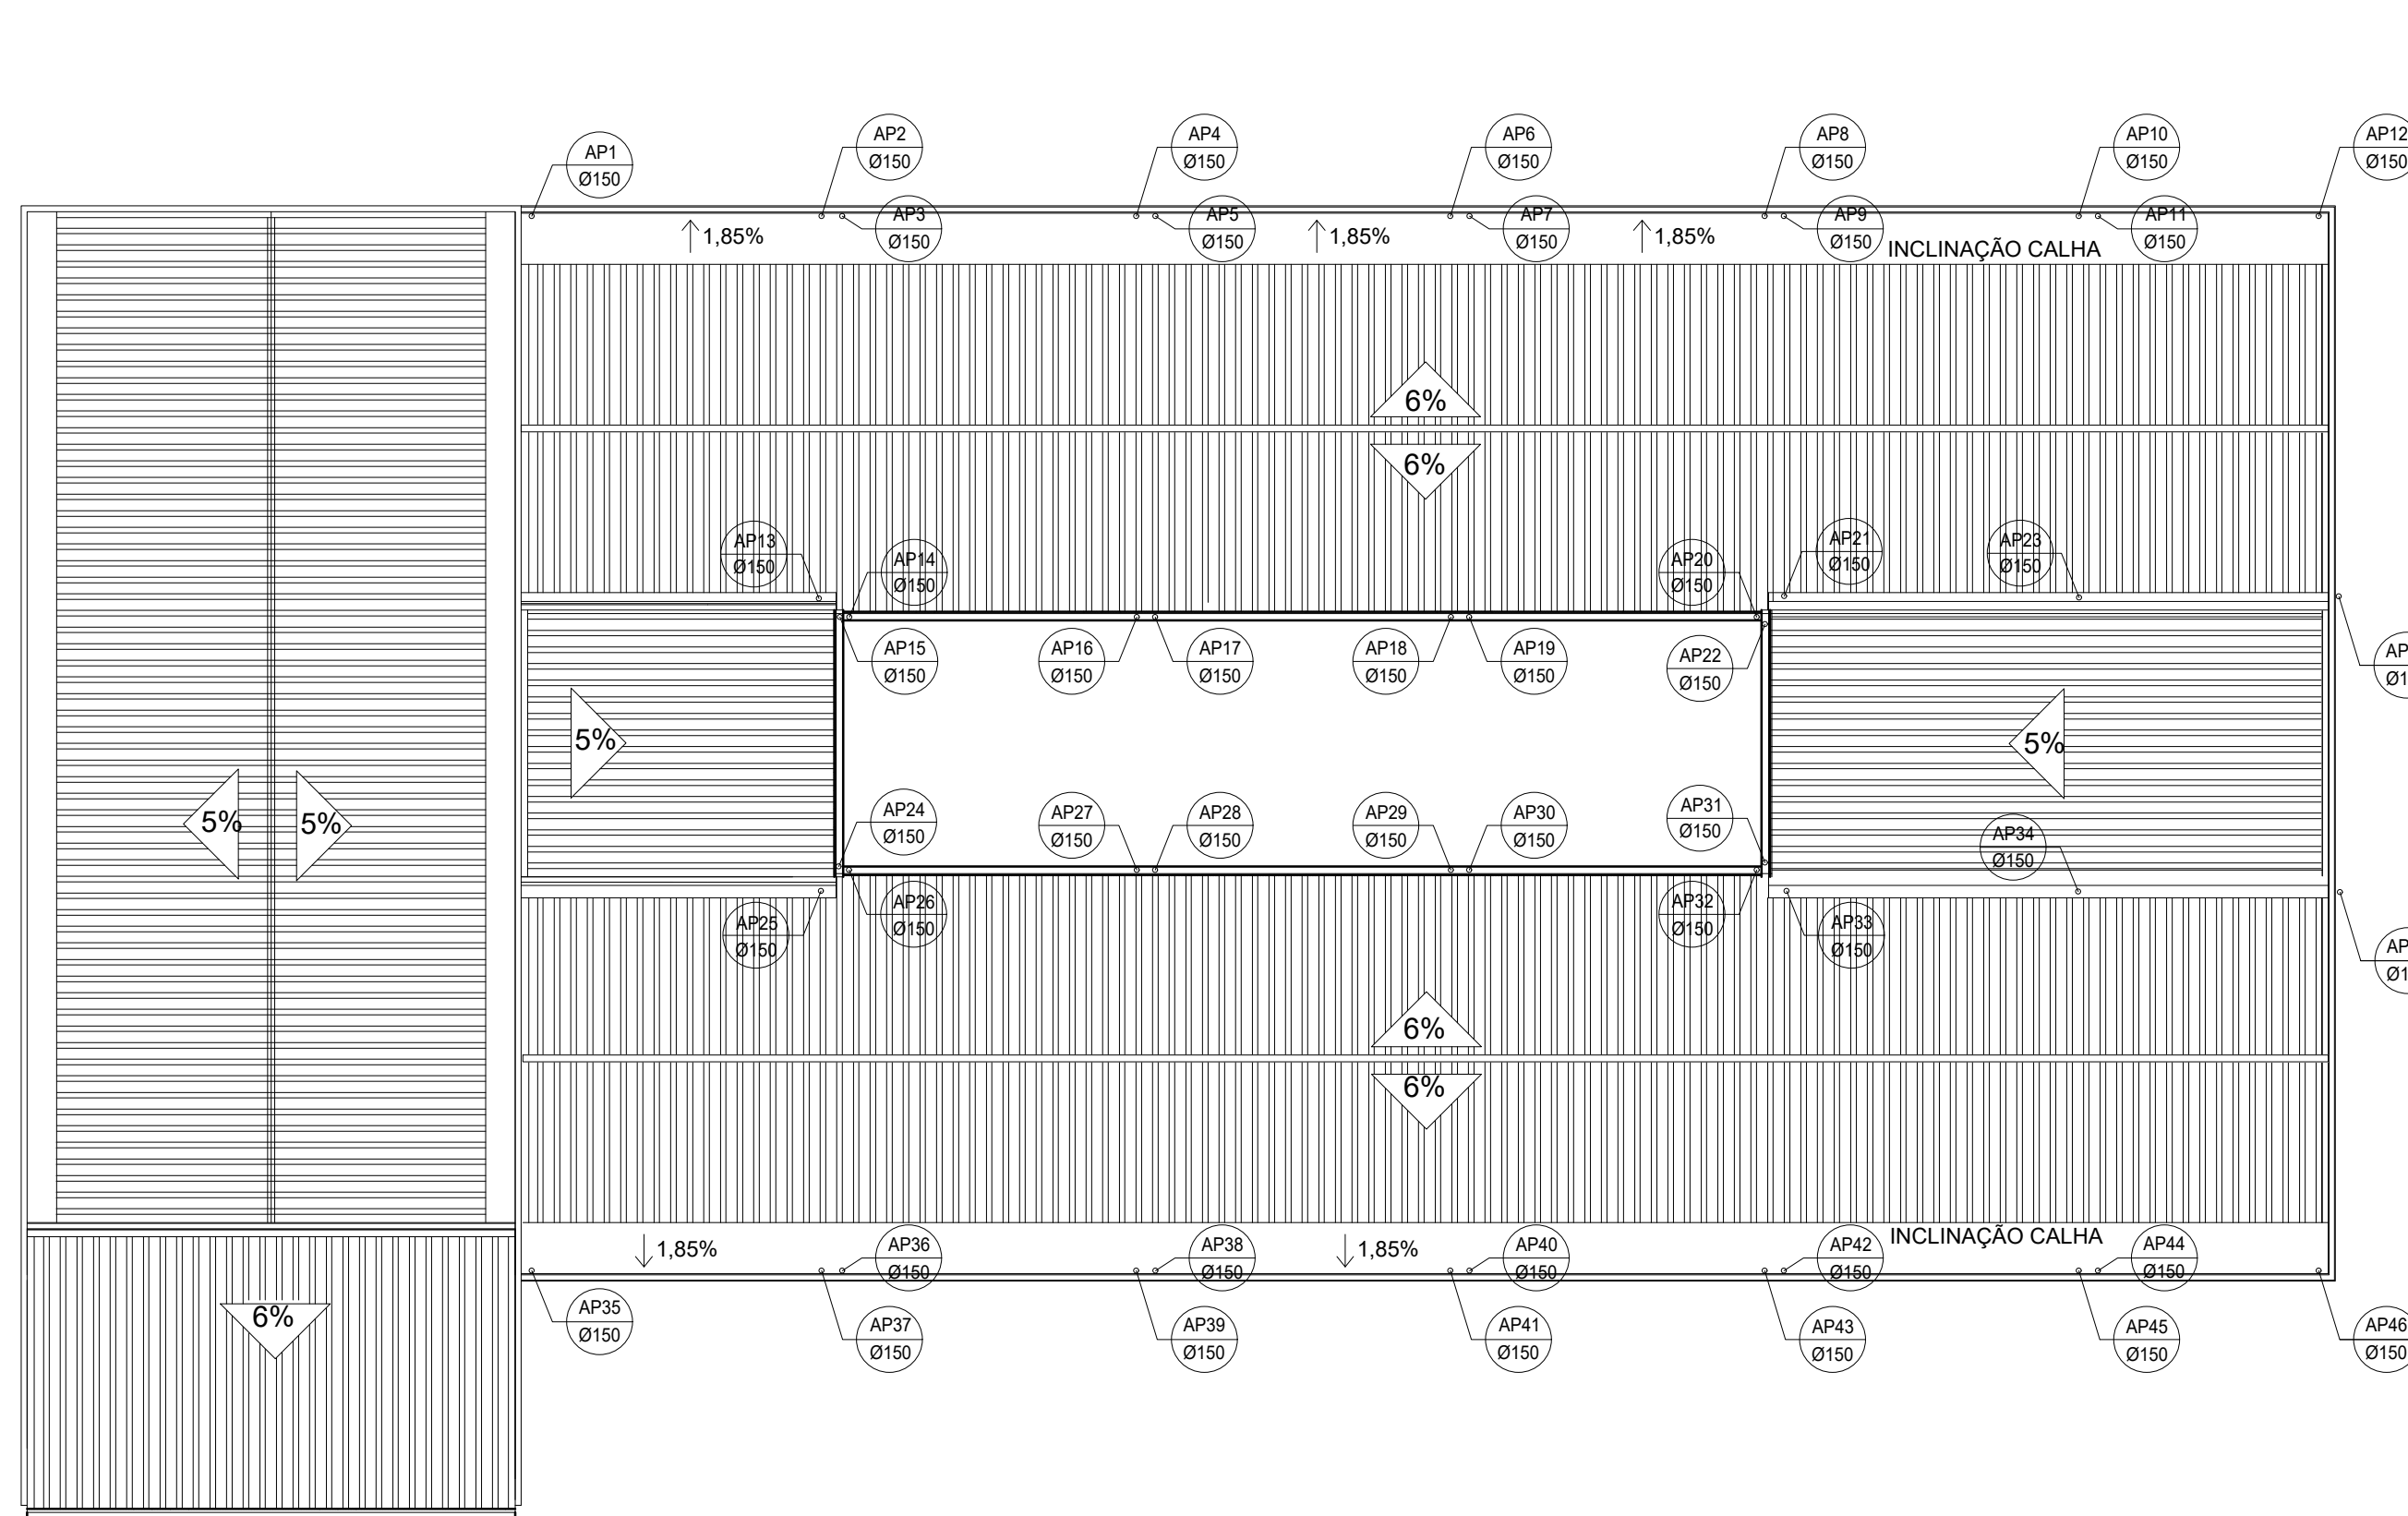 AP1
Ø150
AP2
Ø150
AP4
Ø150
AP6
Ø150
AP8
Ø150
AP10
Ø150
AP12
Ø150
AP3
Ø150
AP5
Ø150
AP7
Ø150
AP9
Ø150
AP11
Ø150
1,85%
1,85%
1,85%
INCLINAÇÃO CALHA
6%
6%
AP13
Ø150
AP14
Ø150
AP20
Ø150
AP21
Ø150
AP23
Ø150
AP15
Ø150
AP16
Ø150
AP17
Ø150
AP18
Ø150
AP19
Ø150
AP22
Ø150
5%
5%
5%
5%
AP24
Ø150
AP27
Ø150
AP28
Ø150
AP29
Ø150
AP30
Ø150
AP31
Ø150
AP34
Ø150
AP25
Ø150
AP26
Ø150
AP32
Ø150
AP33
Ø150
6%
6%
1,85%
1,85%
INCLINAÇÃO CALHA
AP36
Ø150
AP38
Ø150
AP40
Ø150
AP42
Ø150
AP44
Ø150
6%
AP35
Ø150
AP37
Ø150
AP39
Ø150
AP41
Ø150
AP43
Ø150
AP45
Ø150
AP46
Ø150